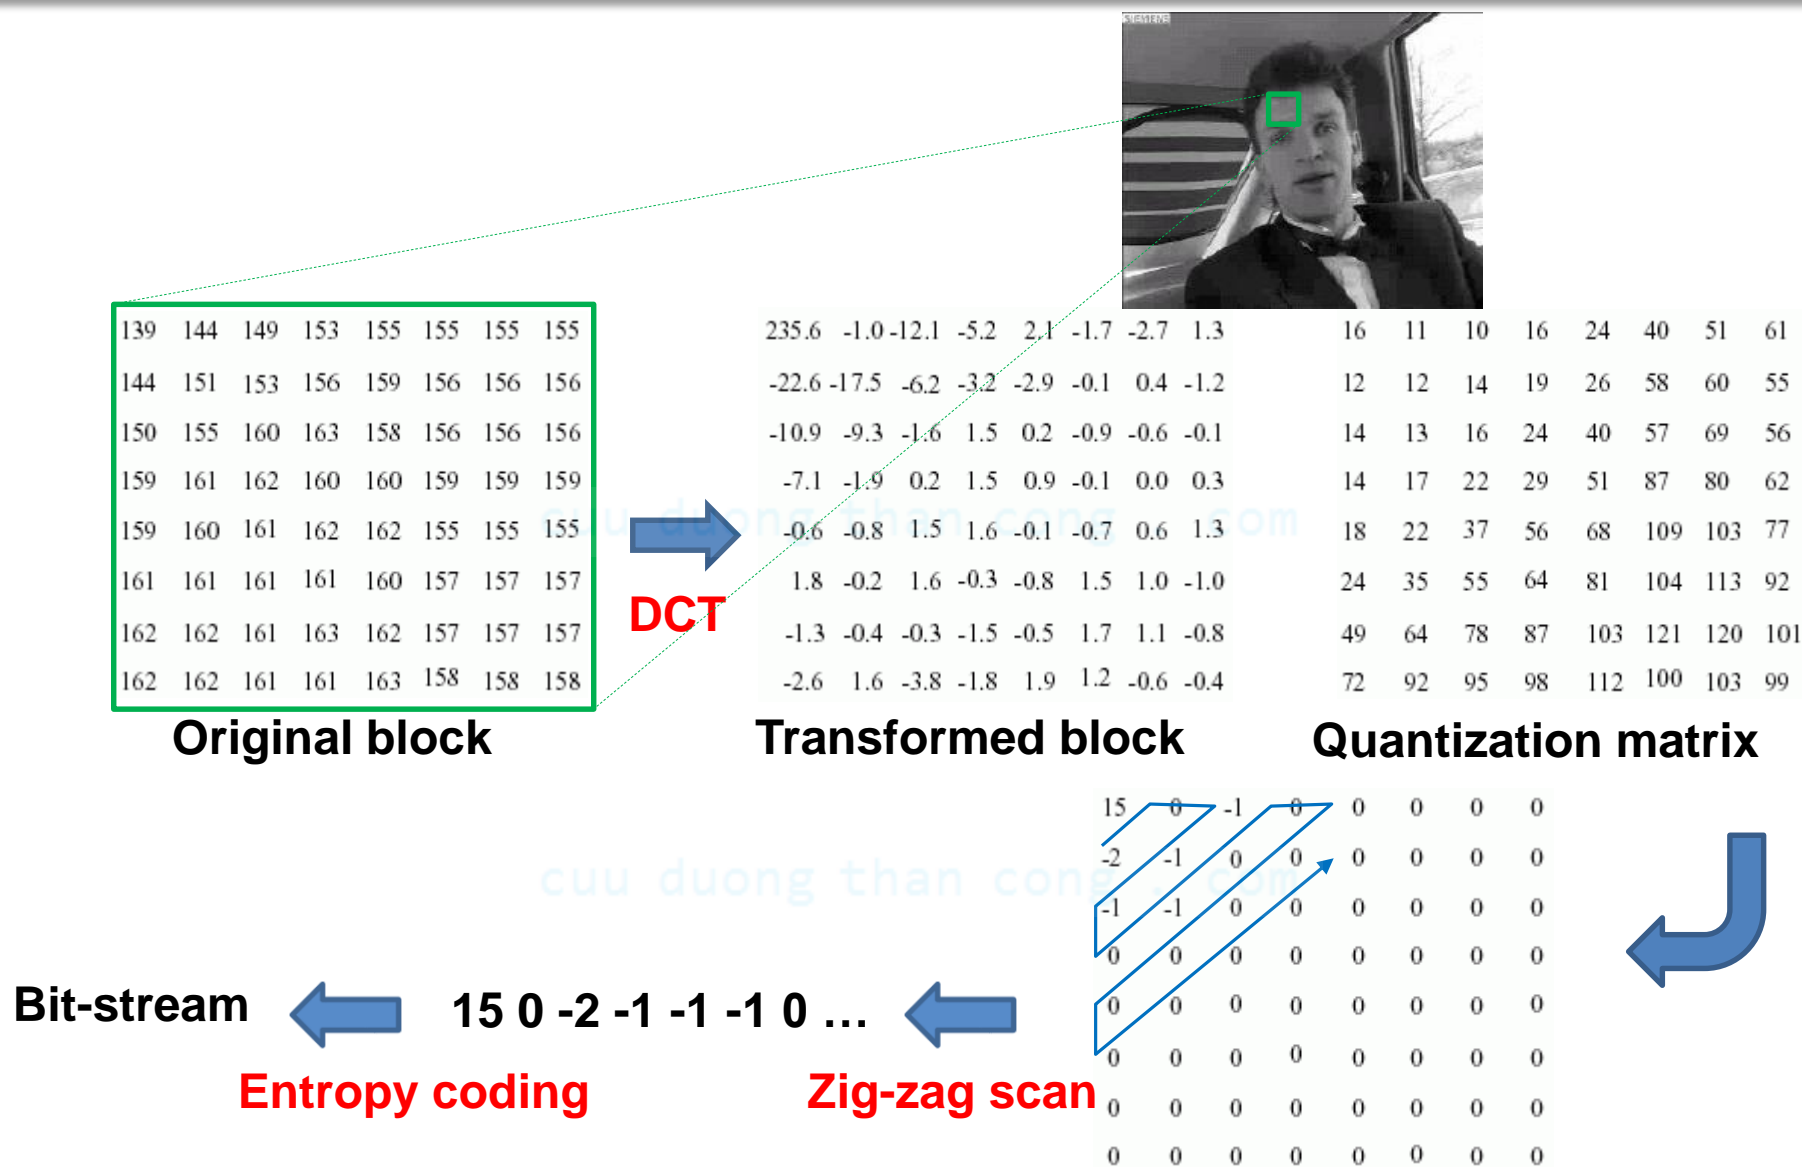 SIEMENS
139 144 149 153 155 155 155 155
144 151 153 156 159 156 156 156
150 155 160 163 158 156 156 156
159 161 162 160 160 159 159 159
159 160 161 162 162 155 155 155
161 161 161 161 160 157 157 157
162 162 161 163 162 157 157 157
162 162 161 161 163 158 158 158
Original block
DCT
235.6 -1.0 -12.1 -5.2 2.1 -1.7 -2.7 1.3
-22.6 -17.5 -6.2 -3.2 -2.9 -0.1 0.4 -1.2
-10.9 -9.3 -1.6 1.5 0.2 -0.9 -0.6 -0.1
-7.1 -1.9 0.2 1.5 0.9 -0.1 0.0 0.3
-0.6 -0.8 1.5 1.6 -0.1 -0.7 0.6 1.3
1.8 -0.2 1.6 -0.3 -0.8 1.5 1.0 -1.0
-1.3 -0.4 -0.3 -1.5 -0.5 1.7 1.1 -0.8
-2.6 1.6 -3.8 -1.8 1.9 1.2 -0.6 -0.4
Transformed block
16 11 10 16 24 40 51 61
12 12 14 19 26 58 60 55
14 13 16 24 40 57 69 56
14 17 22 29 51 87 80 62
18 22 37 56 68 109 103 77
24 35 55 64 81 104 113 92
49 64 78 87 103 121 120 101
72 92 95 98 112 100 103 99
Quantization matrix
cuu duong than cong . com
15 0 -1 0 0 0 0 0
-2 -1 0 0 0 0 0 0
-1 -1 0 0 0 0 0 0
0 0 0 0 0 0 0 0
0 0 0 0 0 0 0 0
0 0 0 0 0 0 0 0
0 0 0 0 0 0 0 0
0 0 0 0 0 0 0 0
cuu duong than cong . com
Zig-zag scan
15 0 -2 -1 -1 -1 0 …
Entropy coding
Bit-stream